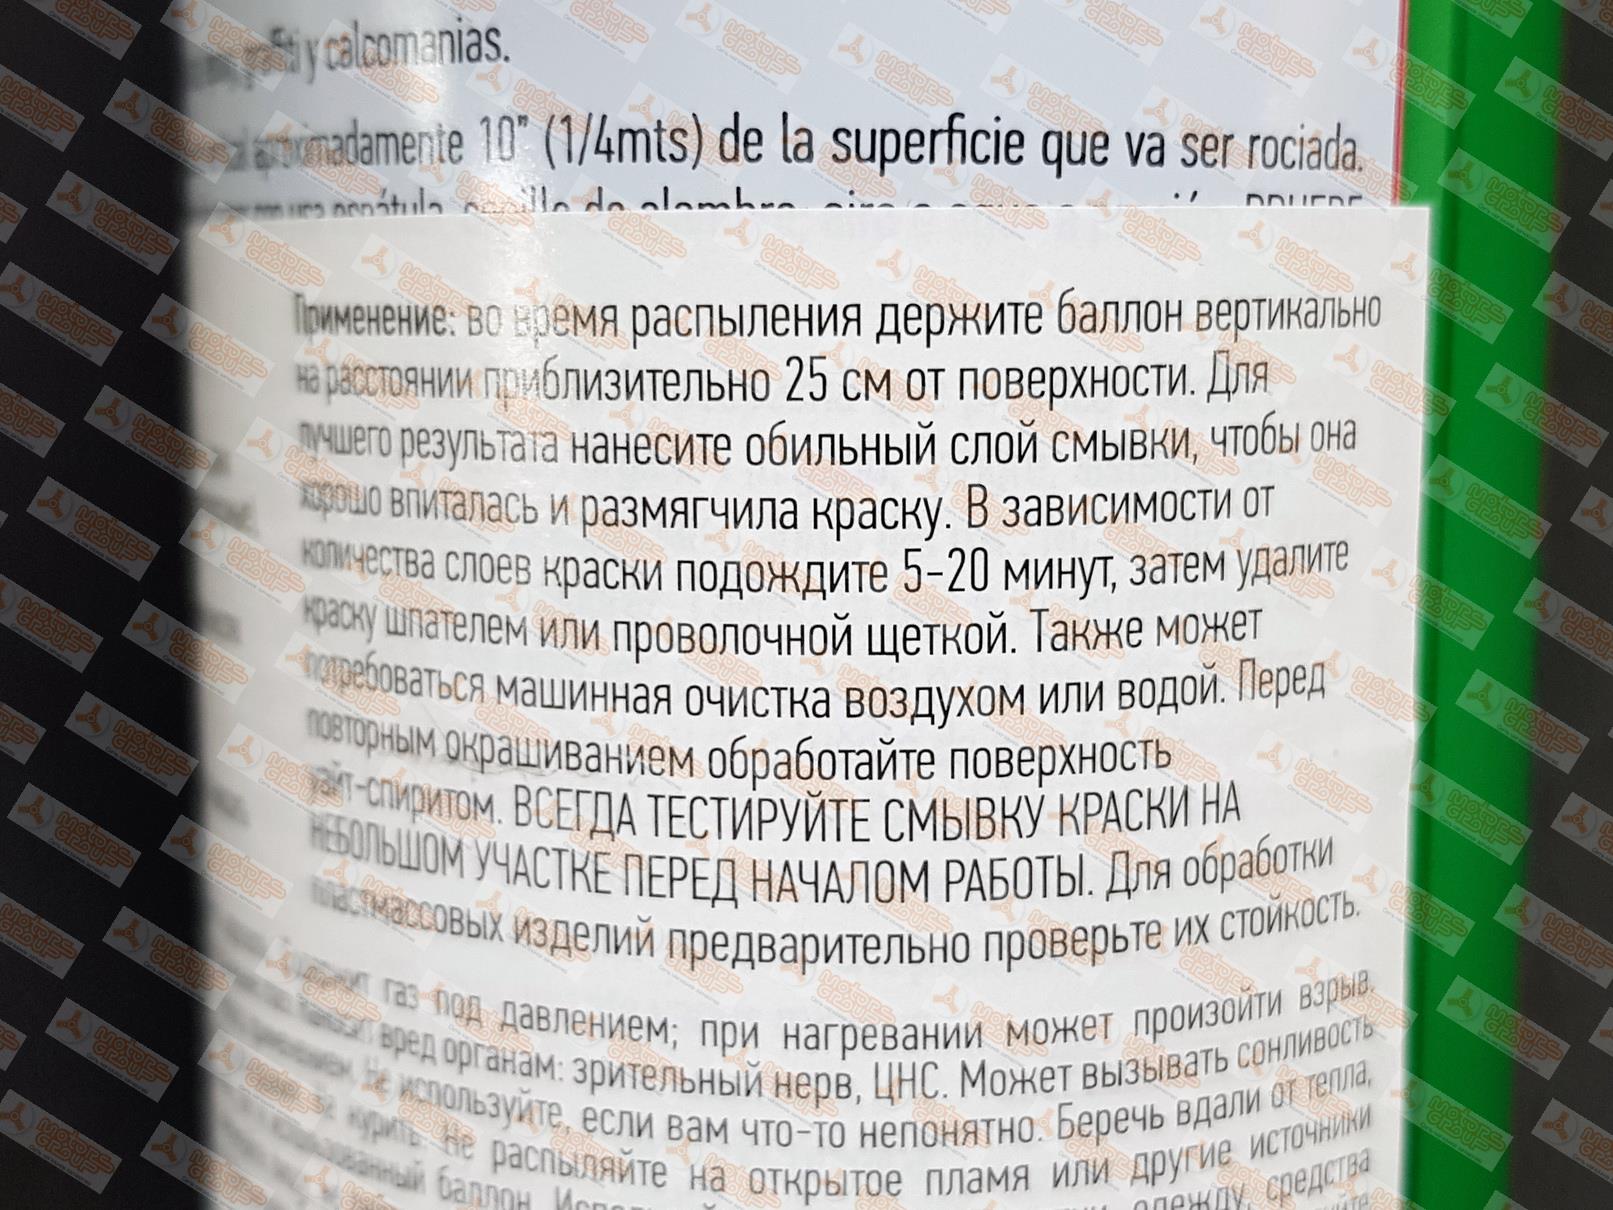 y calcomanias.
aproximadamente 10" (1/4mts) de la superficie que va ser rociada.
Применение: во время распыления держите баллон вертикально
на расстоянии приблизительно 25 см от поверхности. Для
лучшего результата нанесите обильный слой смывки, чтобы она
хорошо впиталась и размягчила краску. В зависимости от
количества слоев краски подождите 5-20 минут, затем удалите
краску шпателем или проволочной щеткой. Также может
потребоваться машинная очистка воздухом или водой. Перед
повторным окрашиванием обработайте поверхность
уайт-спиритом. ВСЕГДА ТЕСТИРУЙТЕ СМЫВКУ КРАСКИ НА
НЕБОЛЬШОМ УЧАСТКЕ ПЕРЕД НАЧАЛОМ РАБОТЫ. Для обработки
пластмассовых изделий предварительно проверьте их стойкость.
газ под давлением; при нагревании может произойти взрыв.
вред органам: зрительный нерв, ЦНС. Может вызывать сонливость
Не используйте, если вам что-то непонятно. Беречь вдали от тепла,
курить. Не распыляйте на открытое пламя или другие источники
баллон. одежду, средства